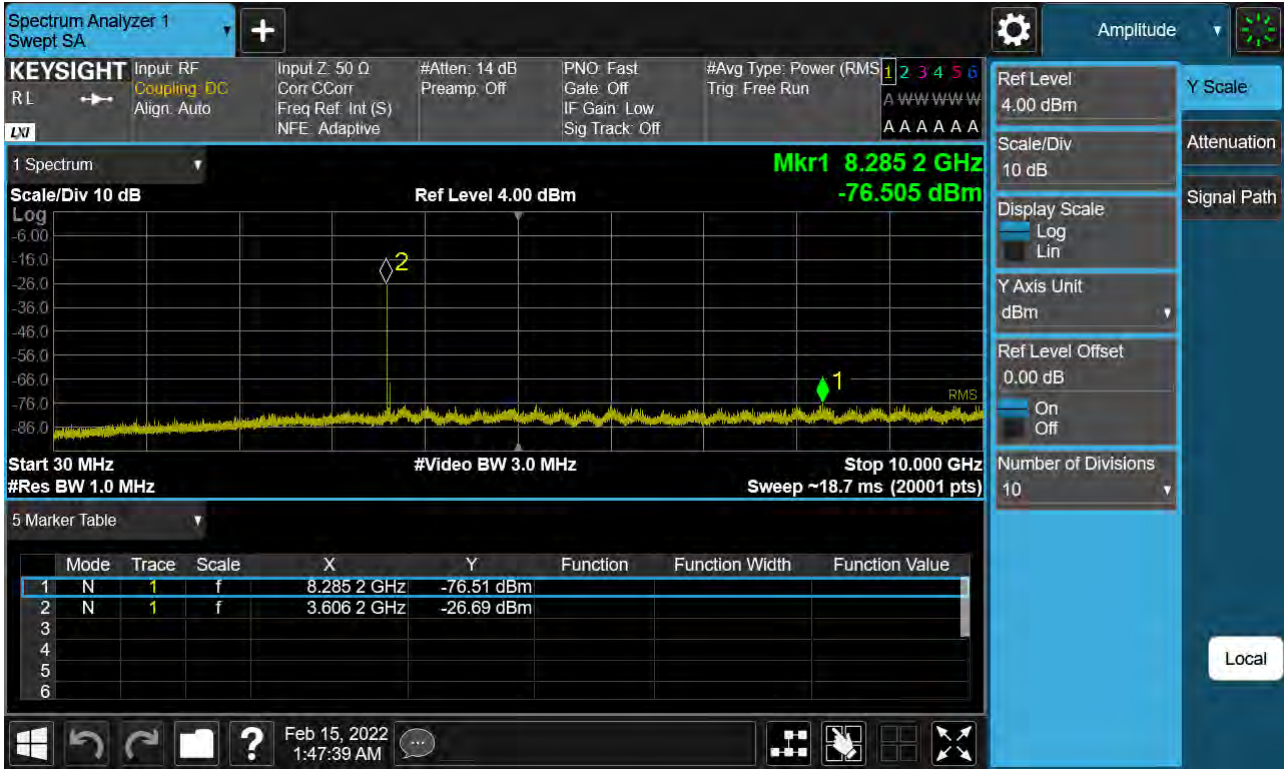 Spectrum Analyzer 1
Swept SA
+
Amplitude
KEYSIGHT
R L
LXI
Input: RF
Coupling: DC
Align: Auto
Input Z: 50 Ω
Corr CCorr
Freq Ref: Int (S)
NFE: Adaptive
#Atten: 14 dB
Preamp: Off
PNO: Fast
Gate: Off
IF Gain: Low
Sig Track: Off
#Avg Type: Power (RMS
Trig: Free Run
1 2 3 4 5 6
A W W W W W
A A A A A A
1 Spectrum
Scale/Div 10 dB
Ref Level 4.00 dBm
Mkr1 8.285 2 GHz
-76.505 dBm
Log
-6.00
-16.0
-26.0
-36.0
-46.0
-56.0
-66.0
-76.0
-86.0
2
1
RMS
Start 30 MHz
#Video BW 3.0 MHz
Stop 10.000 GHz
#Res BW 1.0 MHz
Sweep ~18.7 ms (20001 pts)
5 Marker Table
Mode Trace Scale X Y Function Function Width Function Value
1 N 1 f 8.285 2 GHz -76.51 dBm
2 N 1 f 3.606 2 GHz -26.69 dBm
3
4
5
6
Ref Level
4.00 dBm
Scale/Div
10 dB
Display Scale
Log
Lin
Y Axis Unit
dBm
Ref Level Offset
0.00 dB
On
Off
Number of Divisions
10
Y Scale
Attenuation
Signal Path
Local
?
Feb 15, 2022
1:47:39 AM